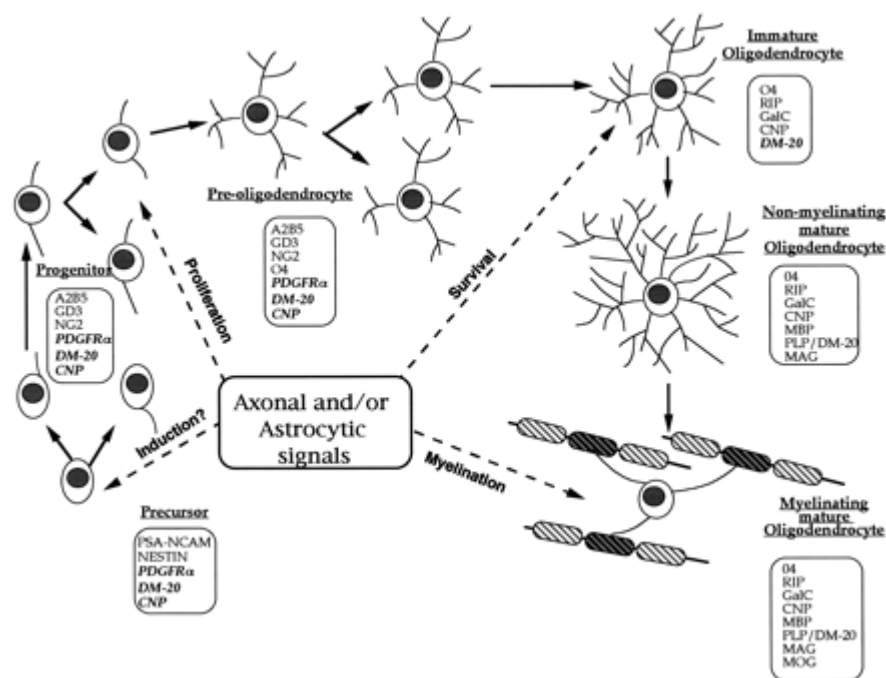 Immature
Oligodendrocyte
O4
RIP
GalC
CNP
DM-20
Pre-oligodendrocyte
A2B5
GD3
NG2
O4
PDGFRα
DM-20
CNP
Non-myelinating
mature
Oligodendrocyte
04
RIP
GalC
CNP
MBP
PLP/DM-20
MAG
Progenitor
A2B5
GD3
NG2
PDGFRα
DM-20
CNP
Proliferation
Survival
Axonal and/or
Astrocytic
signals
Induction?
Myelination
Precursor
PSA-NCAM
NESTIN
PDGFRα
DM-20
CNP
Myelinating
mature
Oligodendrocyte
04
RIP
GalC
CNP
MBP
PLP/DM-20
MAG
MOG